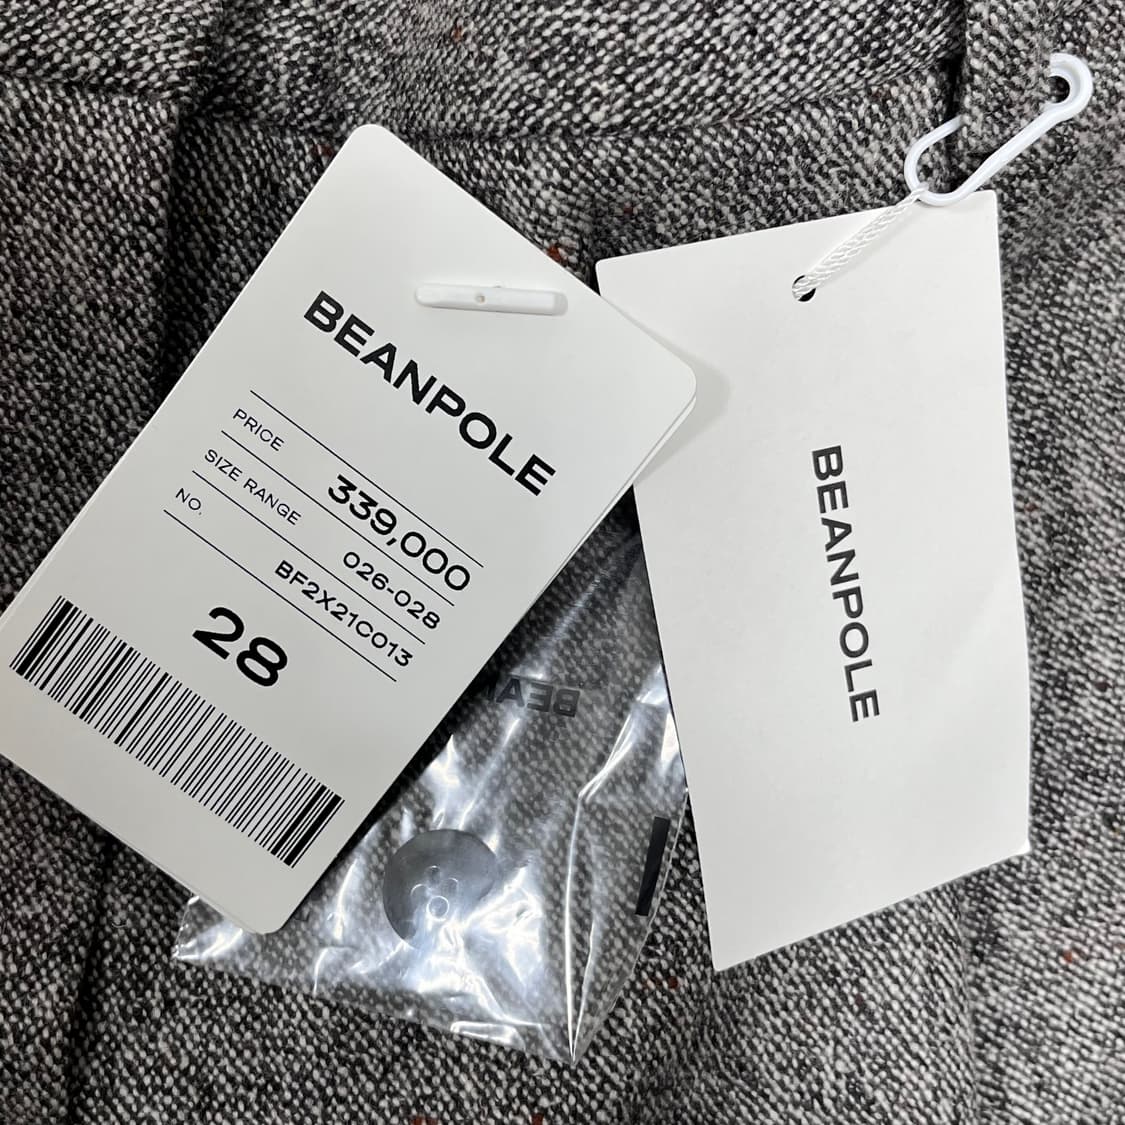 BEANPOLE
PRICE 339,000
SIZE RANGE 026-028
NO. BF2X21C013
28
BEANPOLE